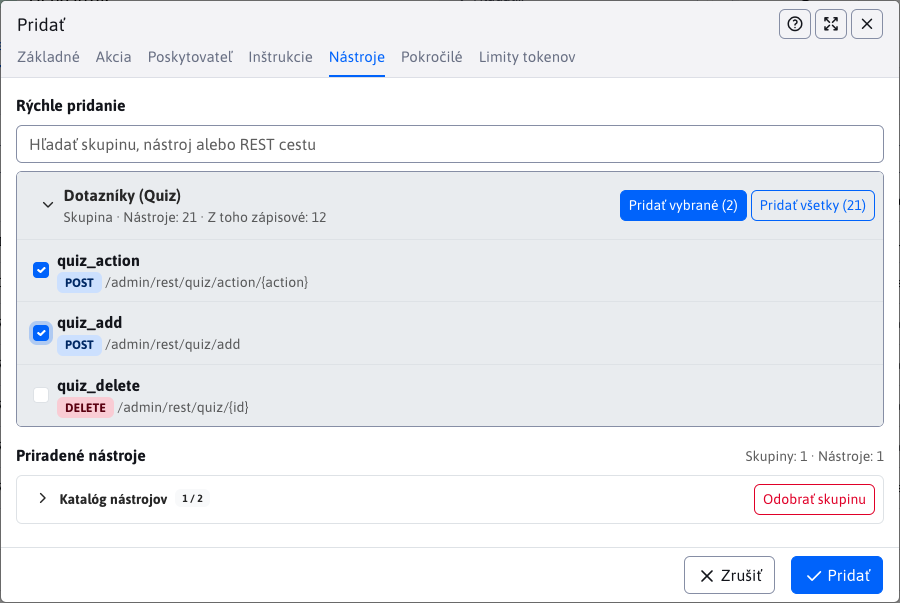 Pridať
Základné Akcia Poskytovateľ Inštrukcie Nástroje Pokročilé Limity tokenov
Rýchle pridanie
Hľadať skupinu, nástroj alebo REST cestu
Dotazníky (Quiz)
Skupina · Nástroje: 21 · Z toho zápisové: 12
Pridať vybrané (2) Pridať všetky (21)
quiz_action
POST /admin/rest/quiz/action/{action}
quiz_add
POST /admin/rest/quiz/add
quiz_delete
DELETE /admin/rest/quiz/{id}
Priradené nástroje Skupiny: 1 · Nástroje: 1
Katalóg nástrojov 1 / 2 Odobrať skupinu
Zrušiť Pridať